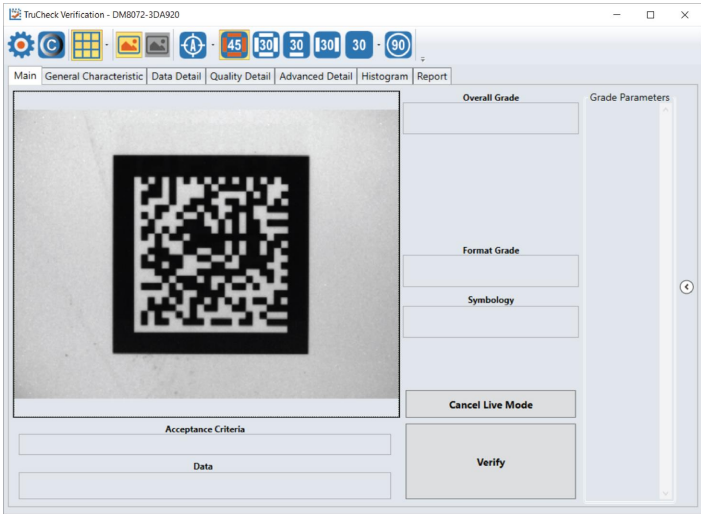 TruCheck Verification - DM8072-3DA920
C 45 30 30 30 30 90
Main General Characteristic Data Detail Quality Detail Advanced Detail Histogram Report
Overall Grade
Grade Parameters
Format Grade
Symbology
Cancel Live Mode
Acceptance Criteria
Verify
Data